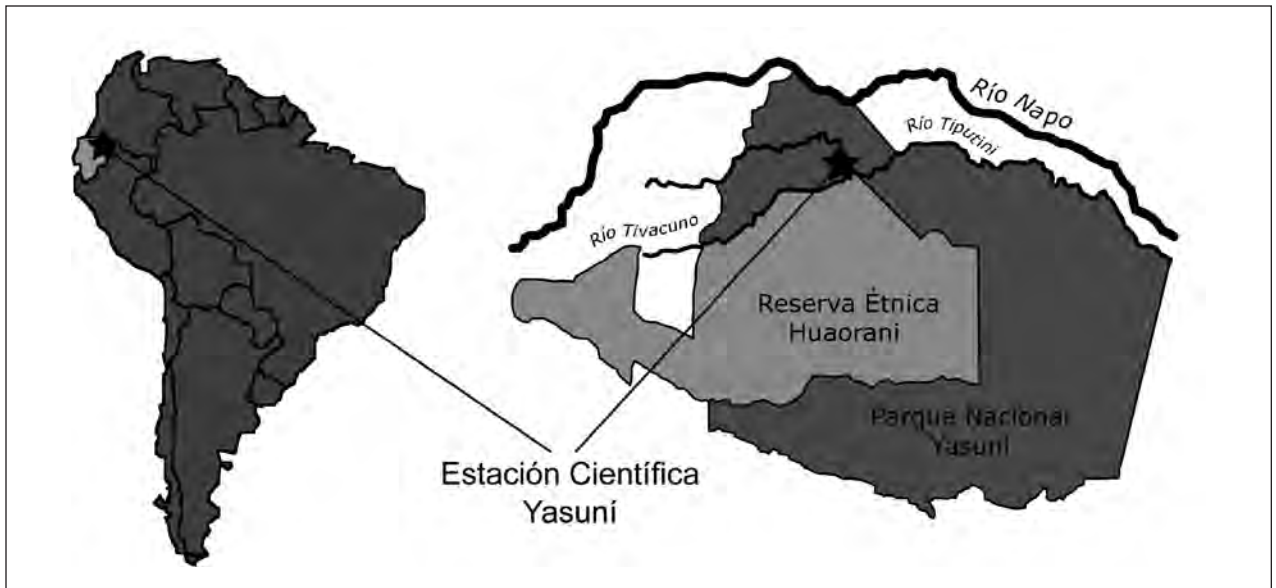 Río Napo
Río Tiputini
Río Tivacuno
Reserva Étnica
Huaorani
Parque Nacional
Yasuní
Estación Científica
Yasuní